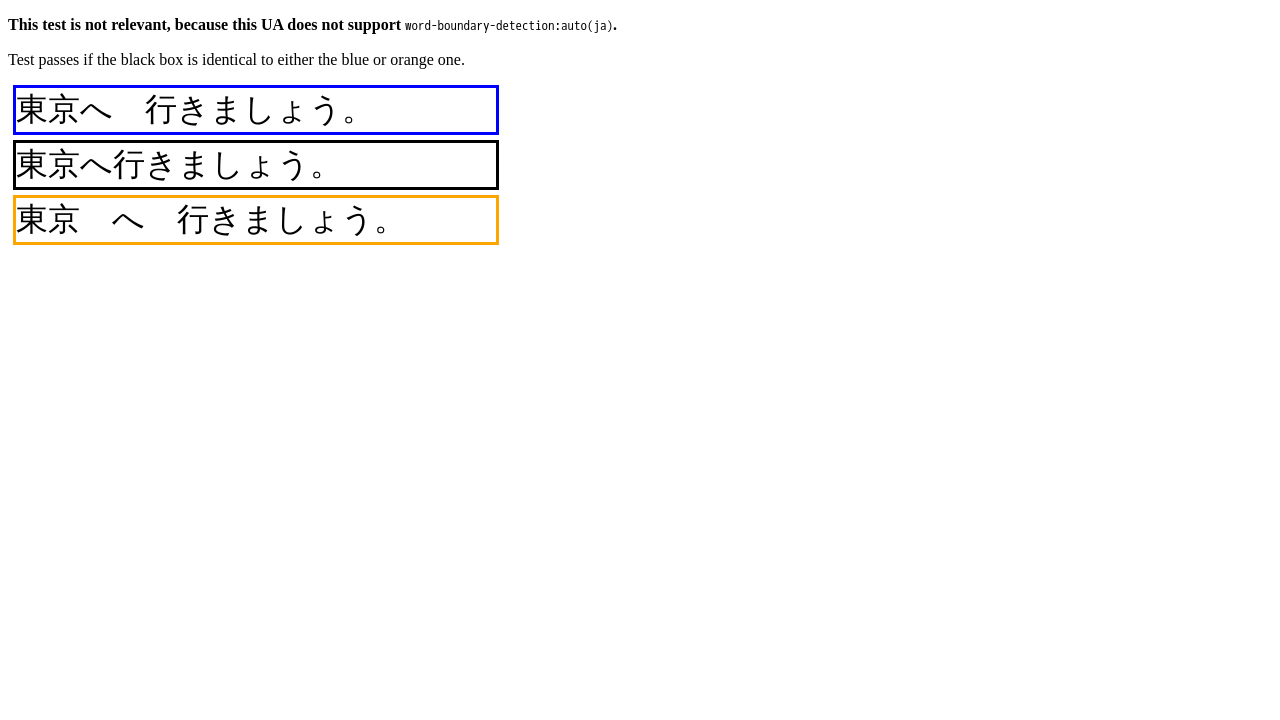 This test is not relevant, because this UA does not support word-boundary-detection:auto(ja).
Test passes if the black box is identical to either the blue or orange one.
東京へ　行きましょう。
東京へ行きましょう。
東京　へ　行きましょう。